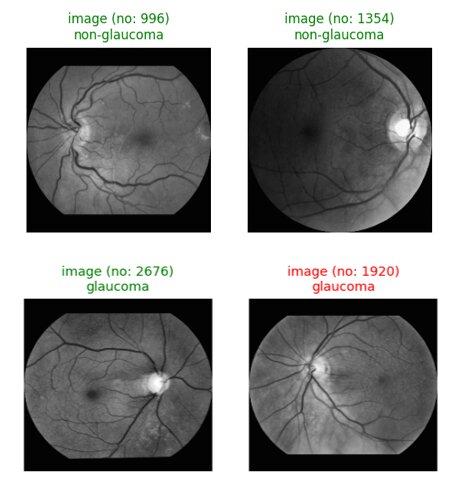 image (no: 996)
non-glaucoma
image (no: 1354)
non-glaucoma
image (no: 2676)
glaucoma
image (no: 1920)
glaucoma